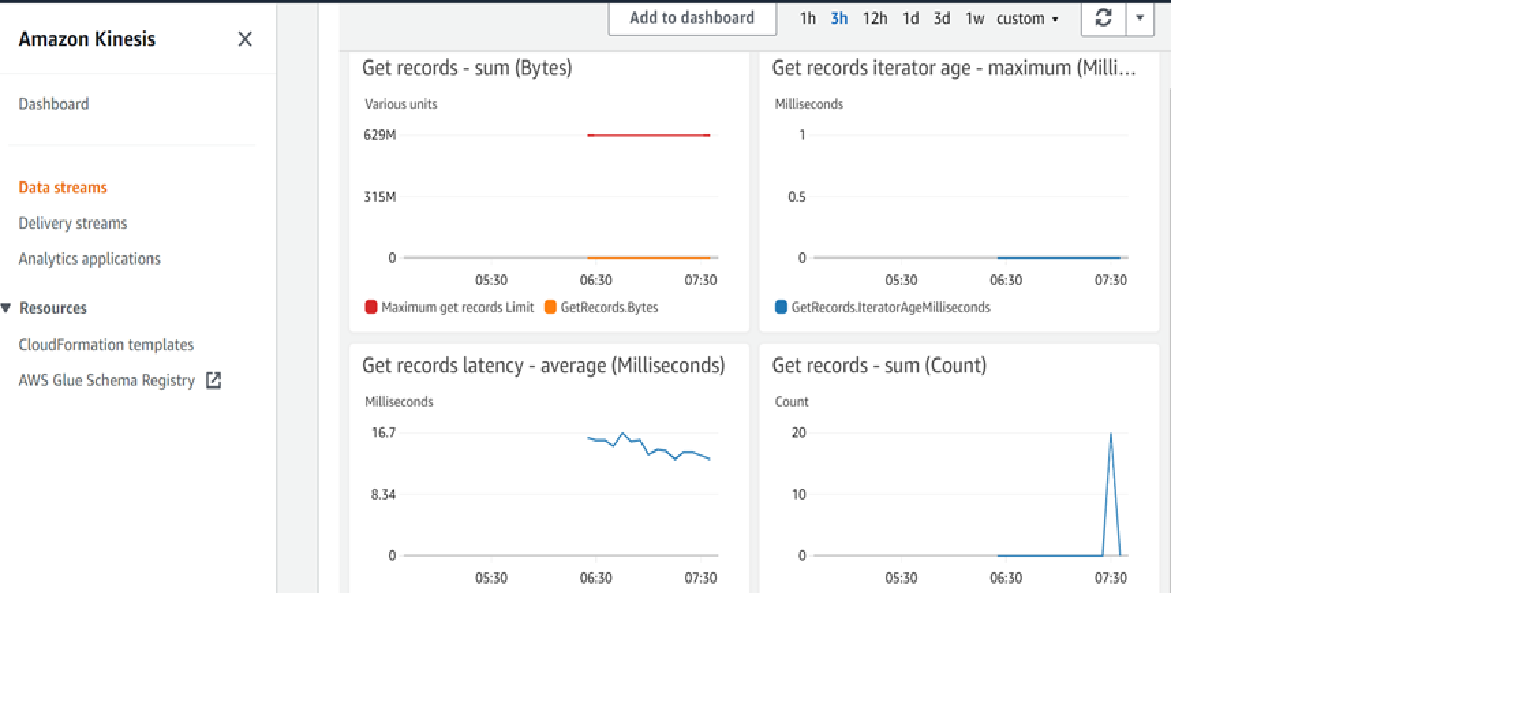 Amazon Kinesis
Dashboard
Data streams
Delivery streams
Analytics applications
Resources
CloudFormation templates
AWS Glue Schema Registry
Add to dashboard 1h 3h 12h 1d 3d 1w custom
Get records - sum (Bytes)
Various units
629M
315M
0
05:30 06:30 07:30
Maximum get records Limit GetRecords.Bytes
Get records iterator age - maximum (Milli...
Milliseconds
1
0.5
0
05:30 06:30 07:30
GetRecords.IteratorAgeMilliseconds
Get records latency - average (Milliseconds)
Milliseconds
16.7
8.34
0
05:30 06:30 07:30
Get records - sum (Count)
Count
20
10
0
05:30 06:30 07:30